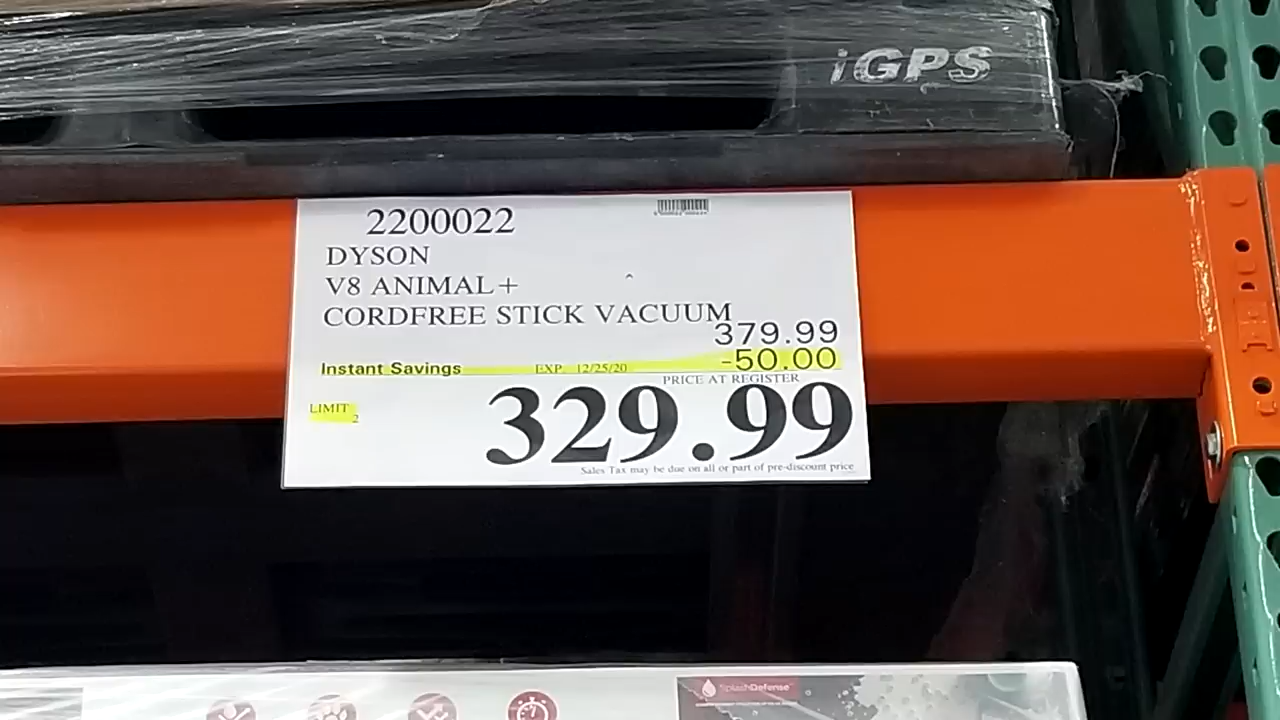 iGPS
2200022
DYSON
V8 ANIMAL+
CORDFREE STICK VACUUM
379.99
Instant Savings EXP. 12/25/20 -50.00
PRICE AT REGISTER
LIMIT 2
329.99
Sales Tax may be due on all or part of pre-discount price
SplashDefense